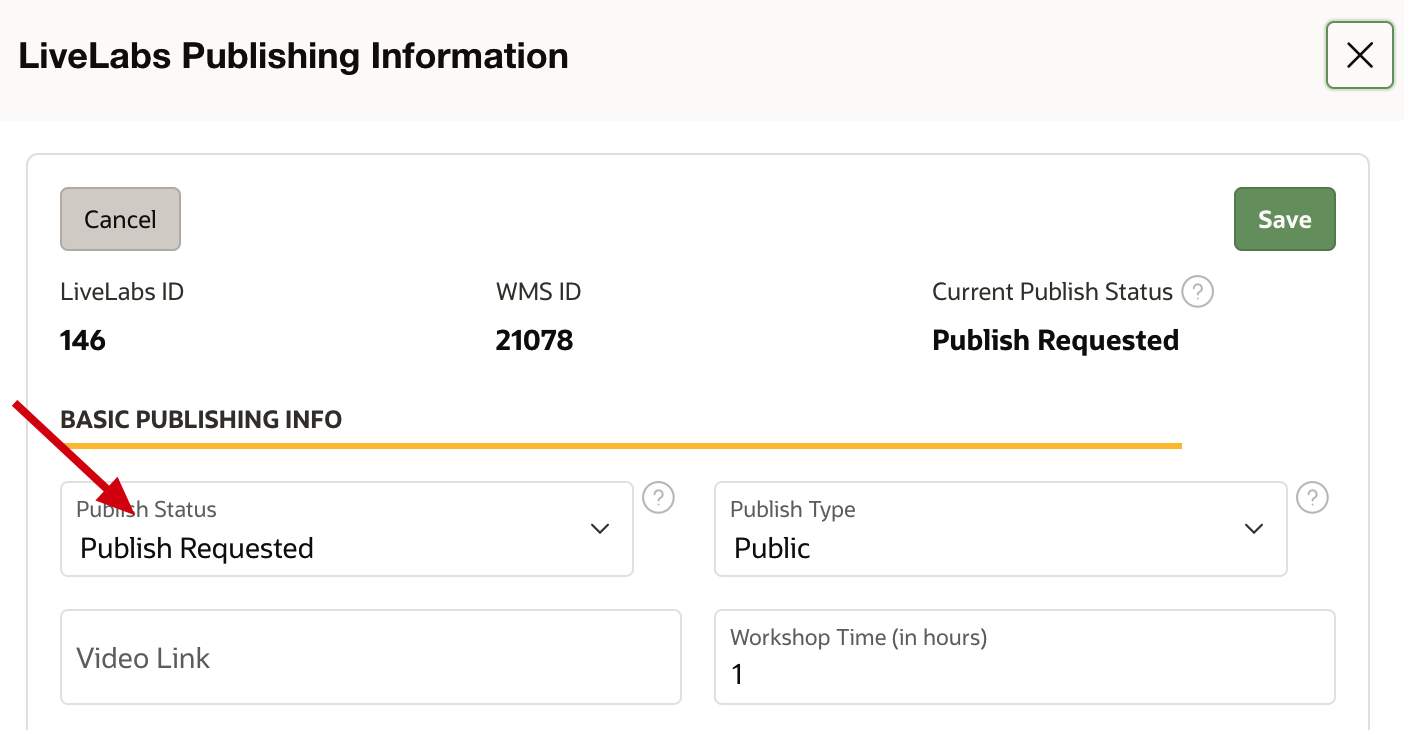 LiveLabs Publishing Information
Cancel
Save
LiveLabs ID
WMS ID
Current Publish Status ?
146
21078
Publish Requested
BASIC PUBLISHING INFO
Publish Status
?
Publish Requested
Publish Type
?
Public
Video Link
Workshop Time (in hours)
1